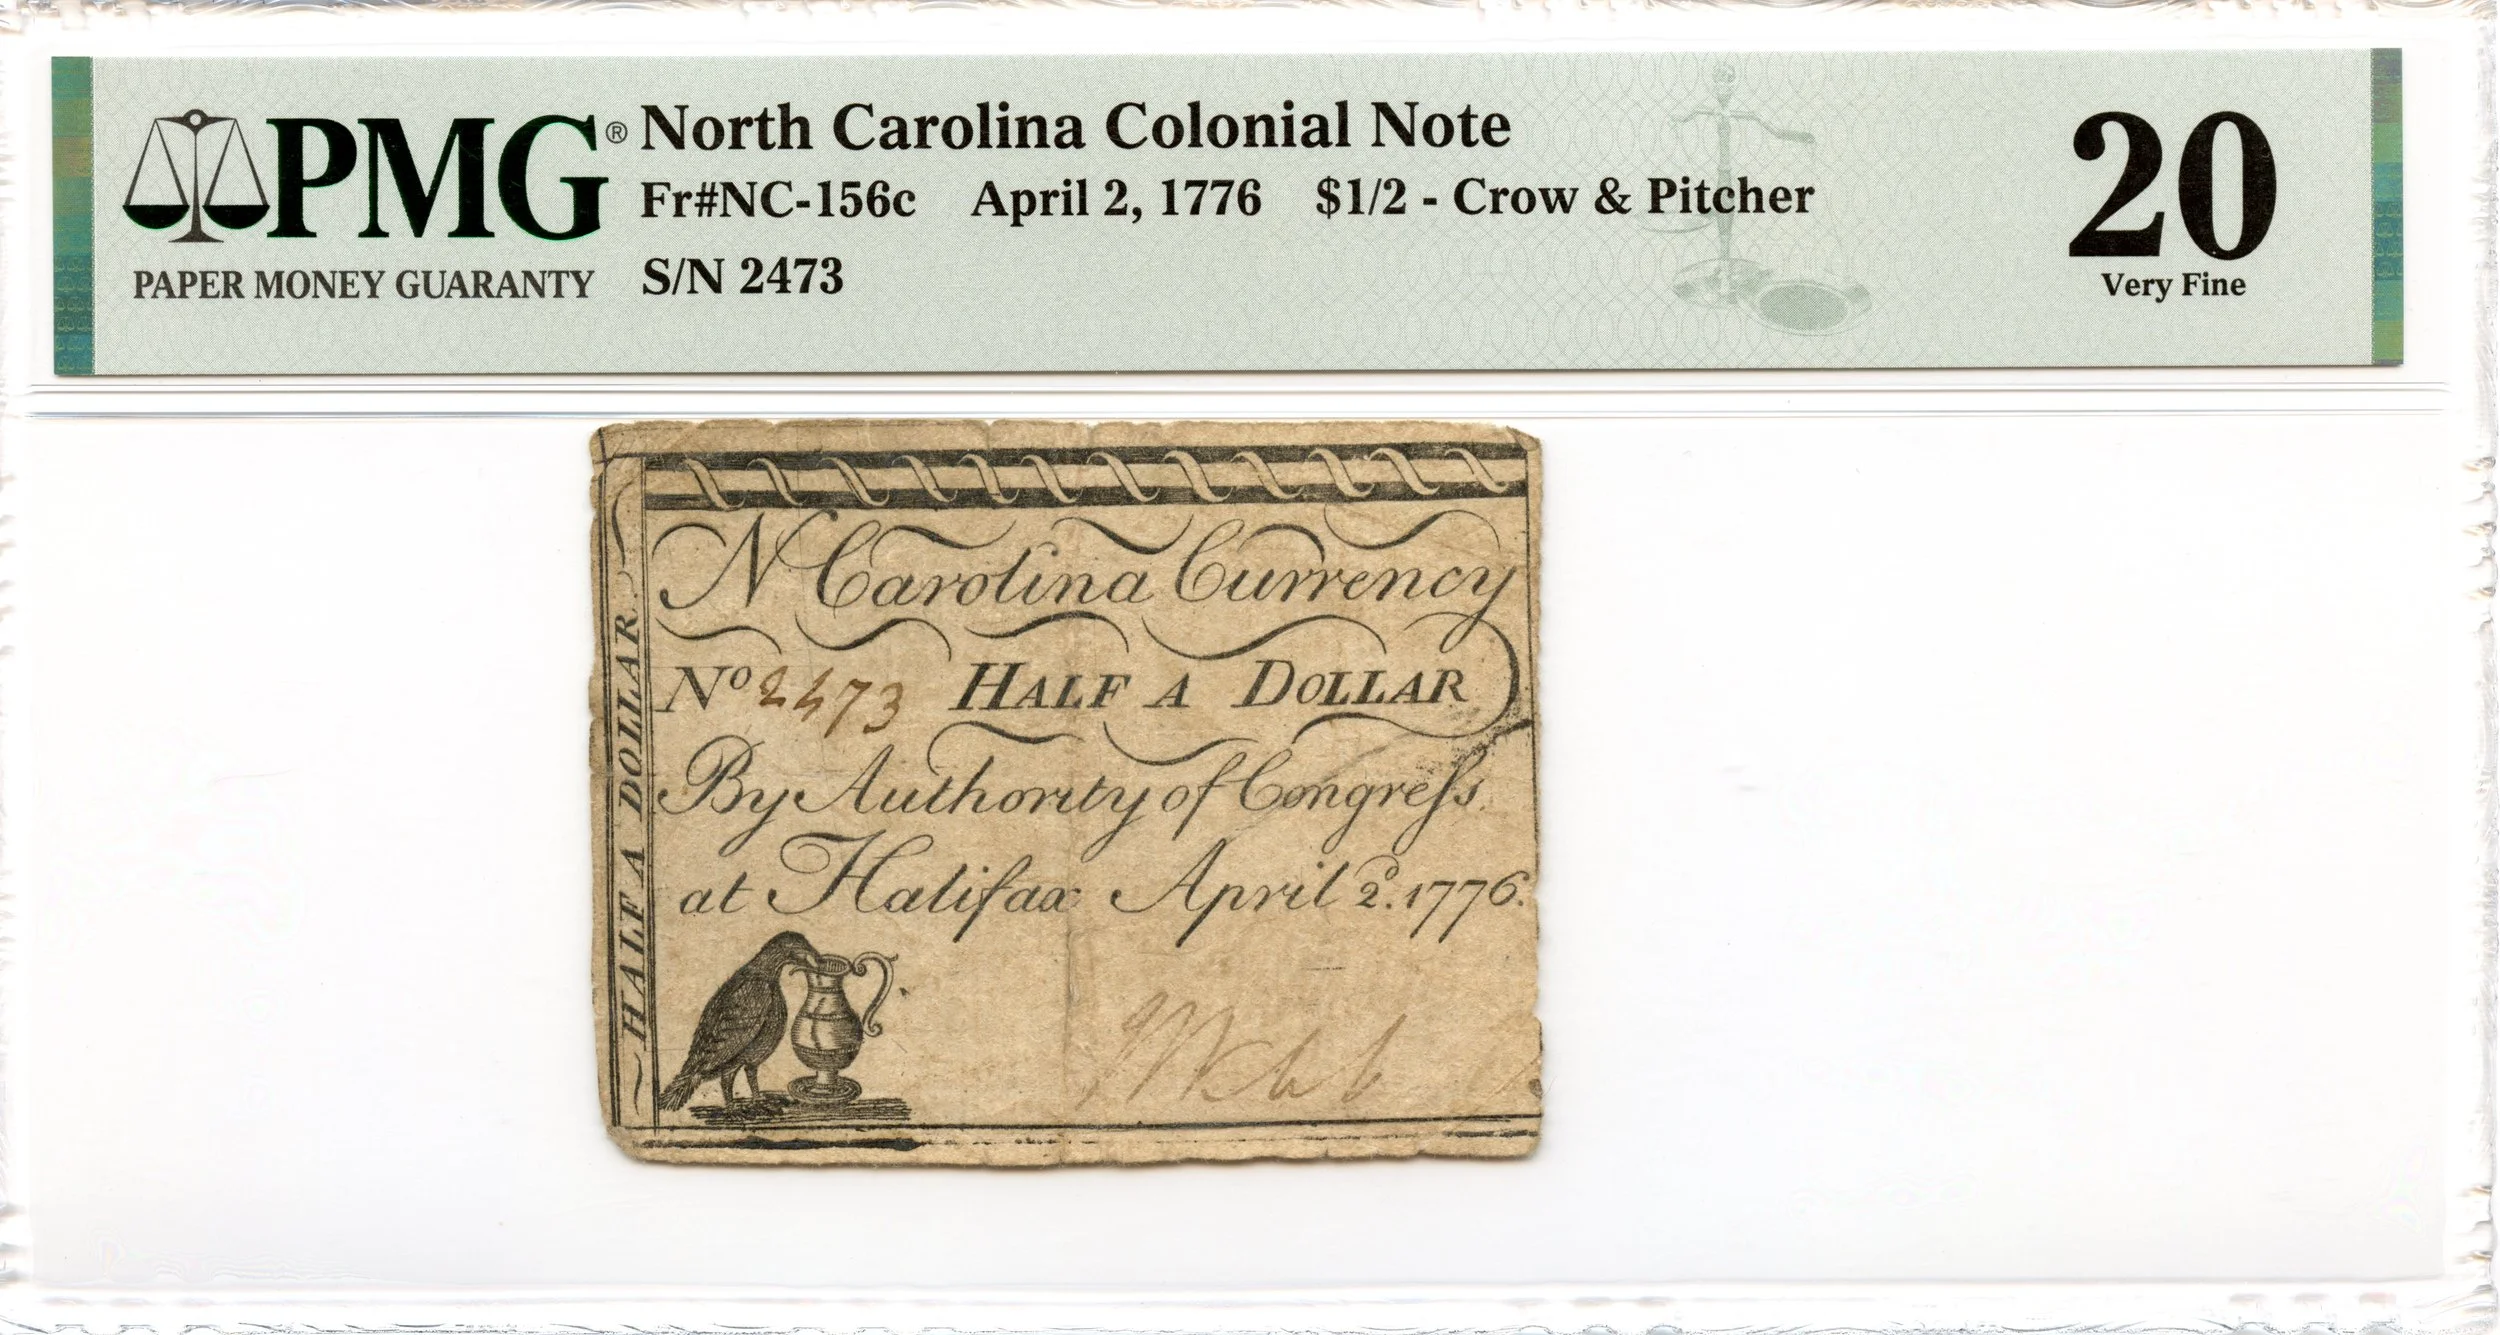 PMG®
PAPER MONEY GUARANTY
North Carolina Colonial Note
Fr#NC-156c April 2, 1776 $1/2 - Crow & Pitcher
S/N 2473
20
Very Fine
HALF A DOLLAR
N Carolina Currency
No 2473 HALF A DOLLAR
By Authority of Congreſs
at Halifax April 2d. 1776.
Webb